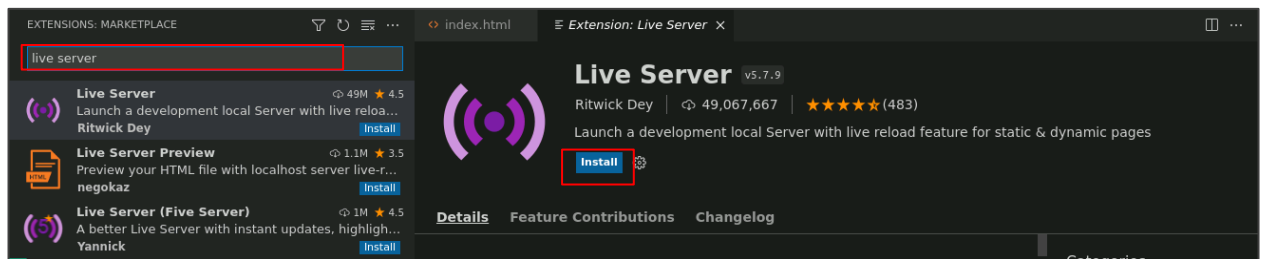 EXTENSIONS: MARKETPLACE
live server
Live Server 49M ★ 4.5
Launch a development local Server with live reloa...
Ritwick Dey Install
Live Server Preview 1.1M ★ 3.5
Preview your HTML file with localhost server live-r...
negokaz Install
HTML
Live Server (Five Server) 1M ★ 4.5
A better Live Server with instant updates, highligh...
Yannick Install
5
index.html Extension: Live Server
Live Server v5.7.9
Ritwick Dey 49,067,667 (483)
Launch a development local Server with live reload feature for static & dynamic pages
Install
Details Feature Contributions Changelog
Categories